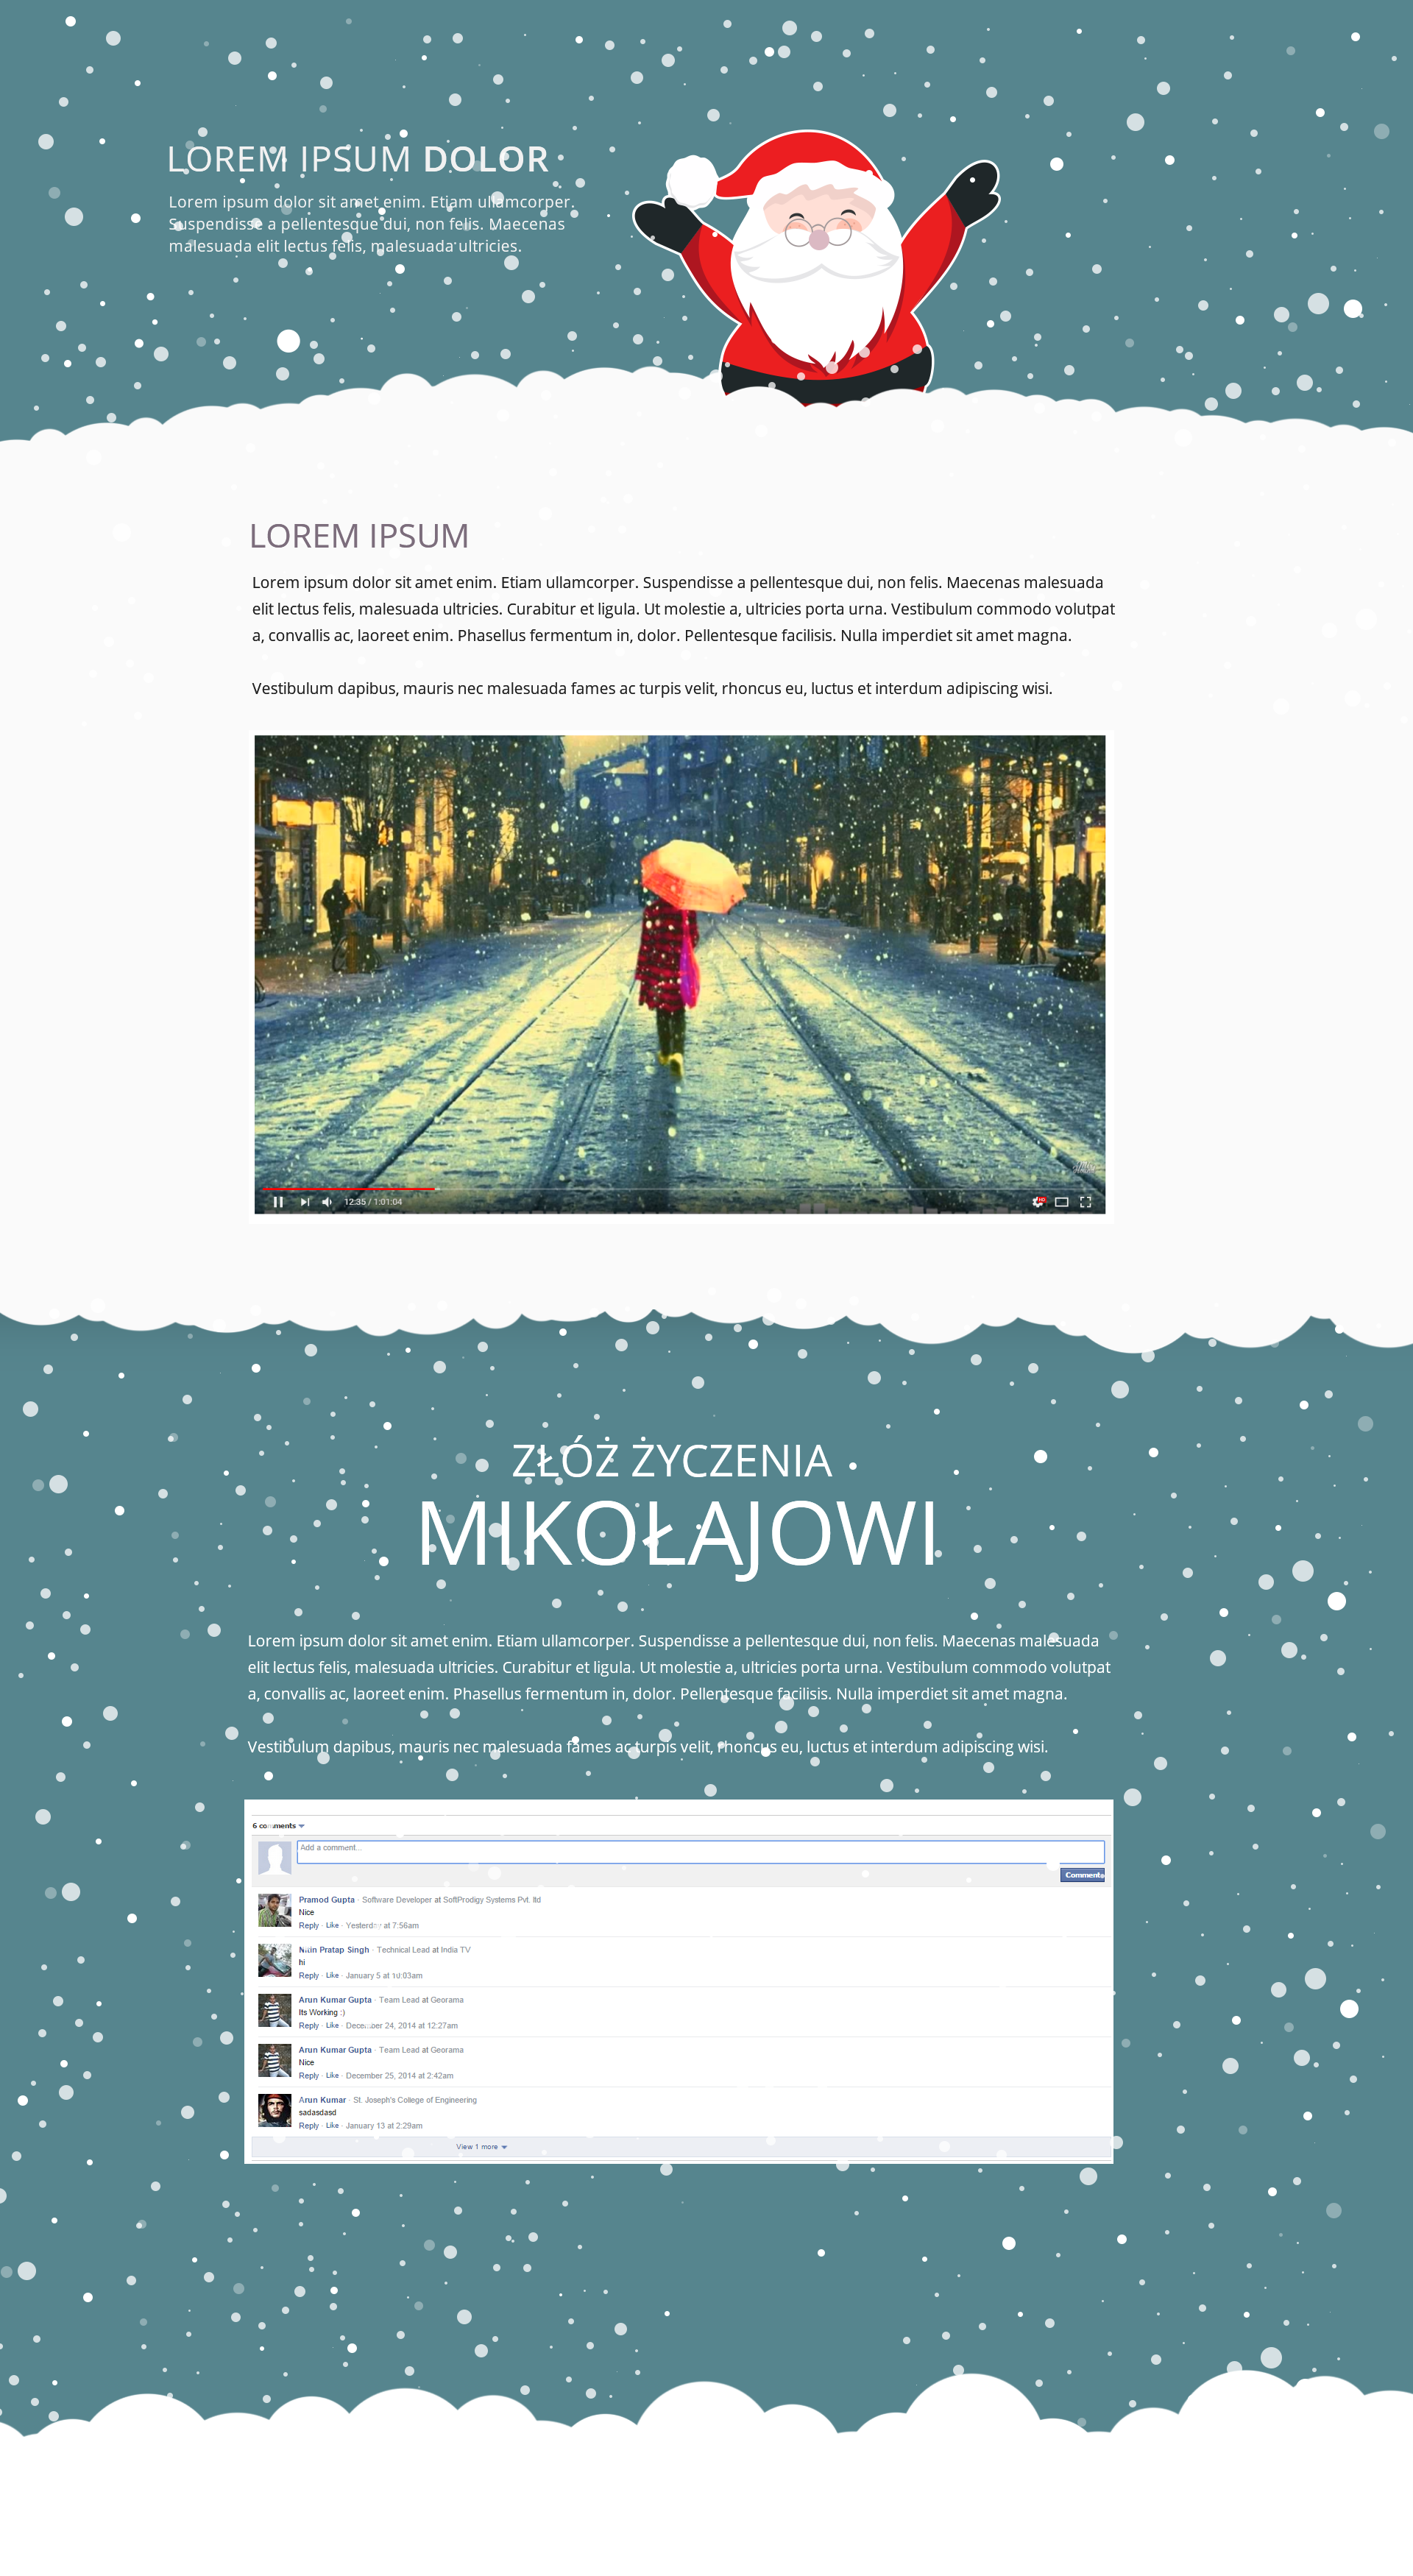 LOREM IPSUM DOLOR
Lorem ipsum dolor sit amet enim. Etiam ullamcorper.
Suspendisse a pellentesque dui, non felis. Maecenas
malesuada elit lectus felis, malesuada ultricies.
LOREM IPSUM
Lorem ipsum dolor sit amet enim. Etiam ullamcorper. Suspendisse a pellentesque dui, non felis. Maecenas malesuada
elit lectus felis, malesuada ultricies. Curabitur et ligula. Ut molestie a, ultricies porta urna. Vestibulum commodo volutpat
a, convallis ac, laoreet enim. Phasellus fermentum in, dolor. Pellentesque facilisis. Nulla imperdiet sit amet magna.
Vestibulum dapibus, mauris nec malesuada fames ac turpis velit, rhoncus eu, luctus et interdum adipiscing wisi.
12:35 / 1:01:04
HD
ZŁÓŻ ŻYCZENIA
MIKOŁAJOWI
Lorem ipsum dolor sit amet enim. Etiam ullamcorper. Suspendisse a pellentesque dui, non felis. Maecenas malesuada
elit lectus felis, malesuada ultricies. Curabitur et ligula. Ut molestie a, ultricies porta urna. Vestibulum commodo volutpat
a, convallis ac, laoreet enim. Phasellus fermentum in, dolor. Pellentesque facilisis. Nulla imperdiet sit amet magna.
Vestibulum dapibus, mauris nec malesuada fames ac turpis velit, rhoncus eu, luctus et interdum adipiscing wisi.
6 comments
Add a comment...
Comment
Pramod Gupta · Software Developer at SoftProdigy Systems Pvt. ltd
Nice
Reply · Like · Yesterday at 7:56am
Nitin Pratap Singh · Technical Lead at India TV
hi
Reply · Like · January 5 at 10:03am
Arun Kumar Gupta · Team Lead at Georama
Its Working :)
Reply · Like · December 24, 2014 at 12:27am
Arun Kumar Gupta · Team Lead at Georama
Nice
Reply · Like · December 25, 2014 at 2:42am
Arun Kumar · St. Joseph's College of Engineering
sadasdasd
Reply · Like · January 13 at 2:29am
View 1 more